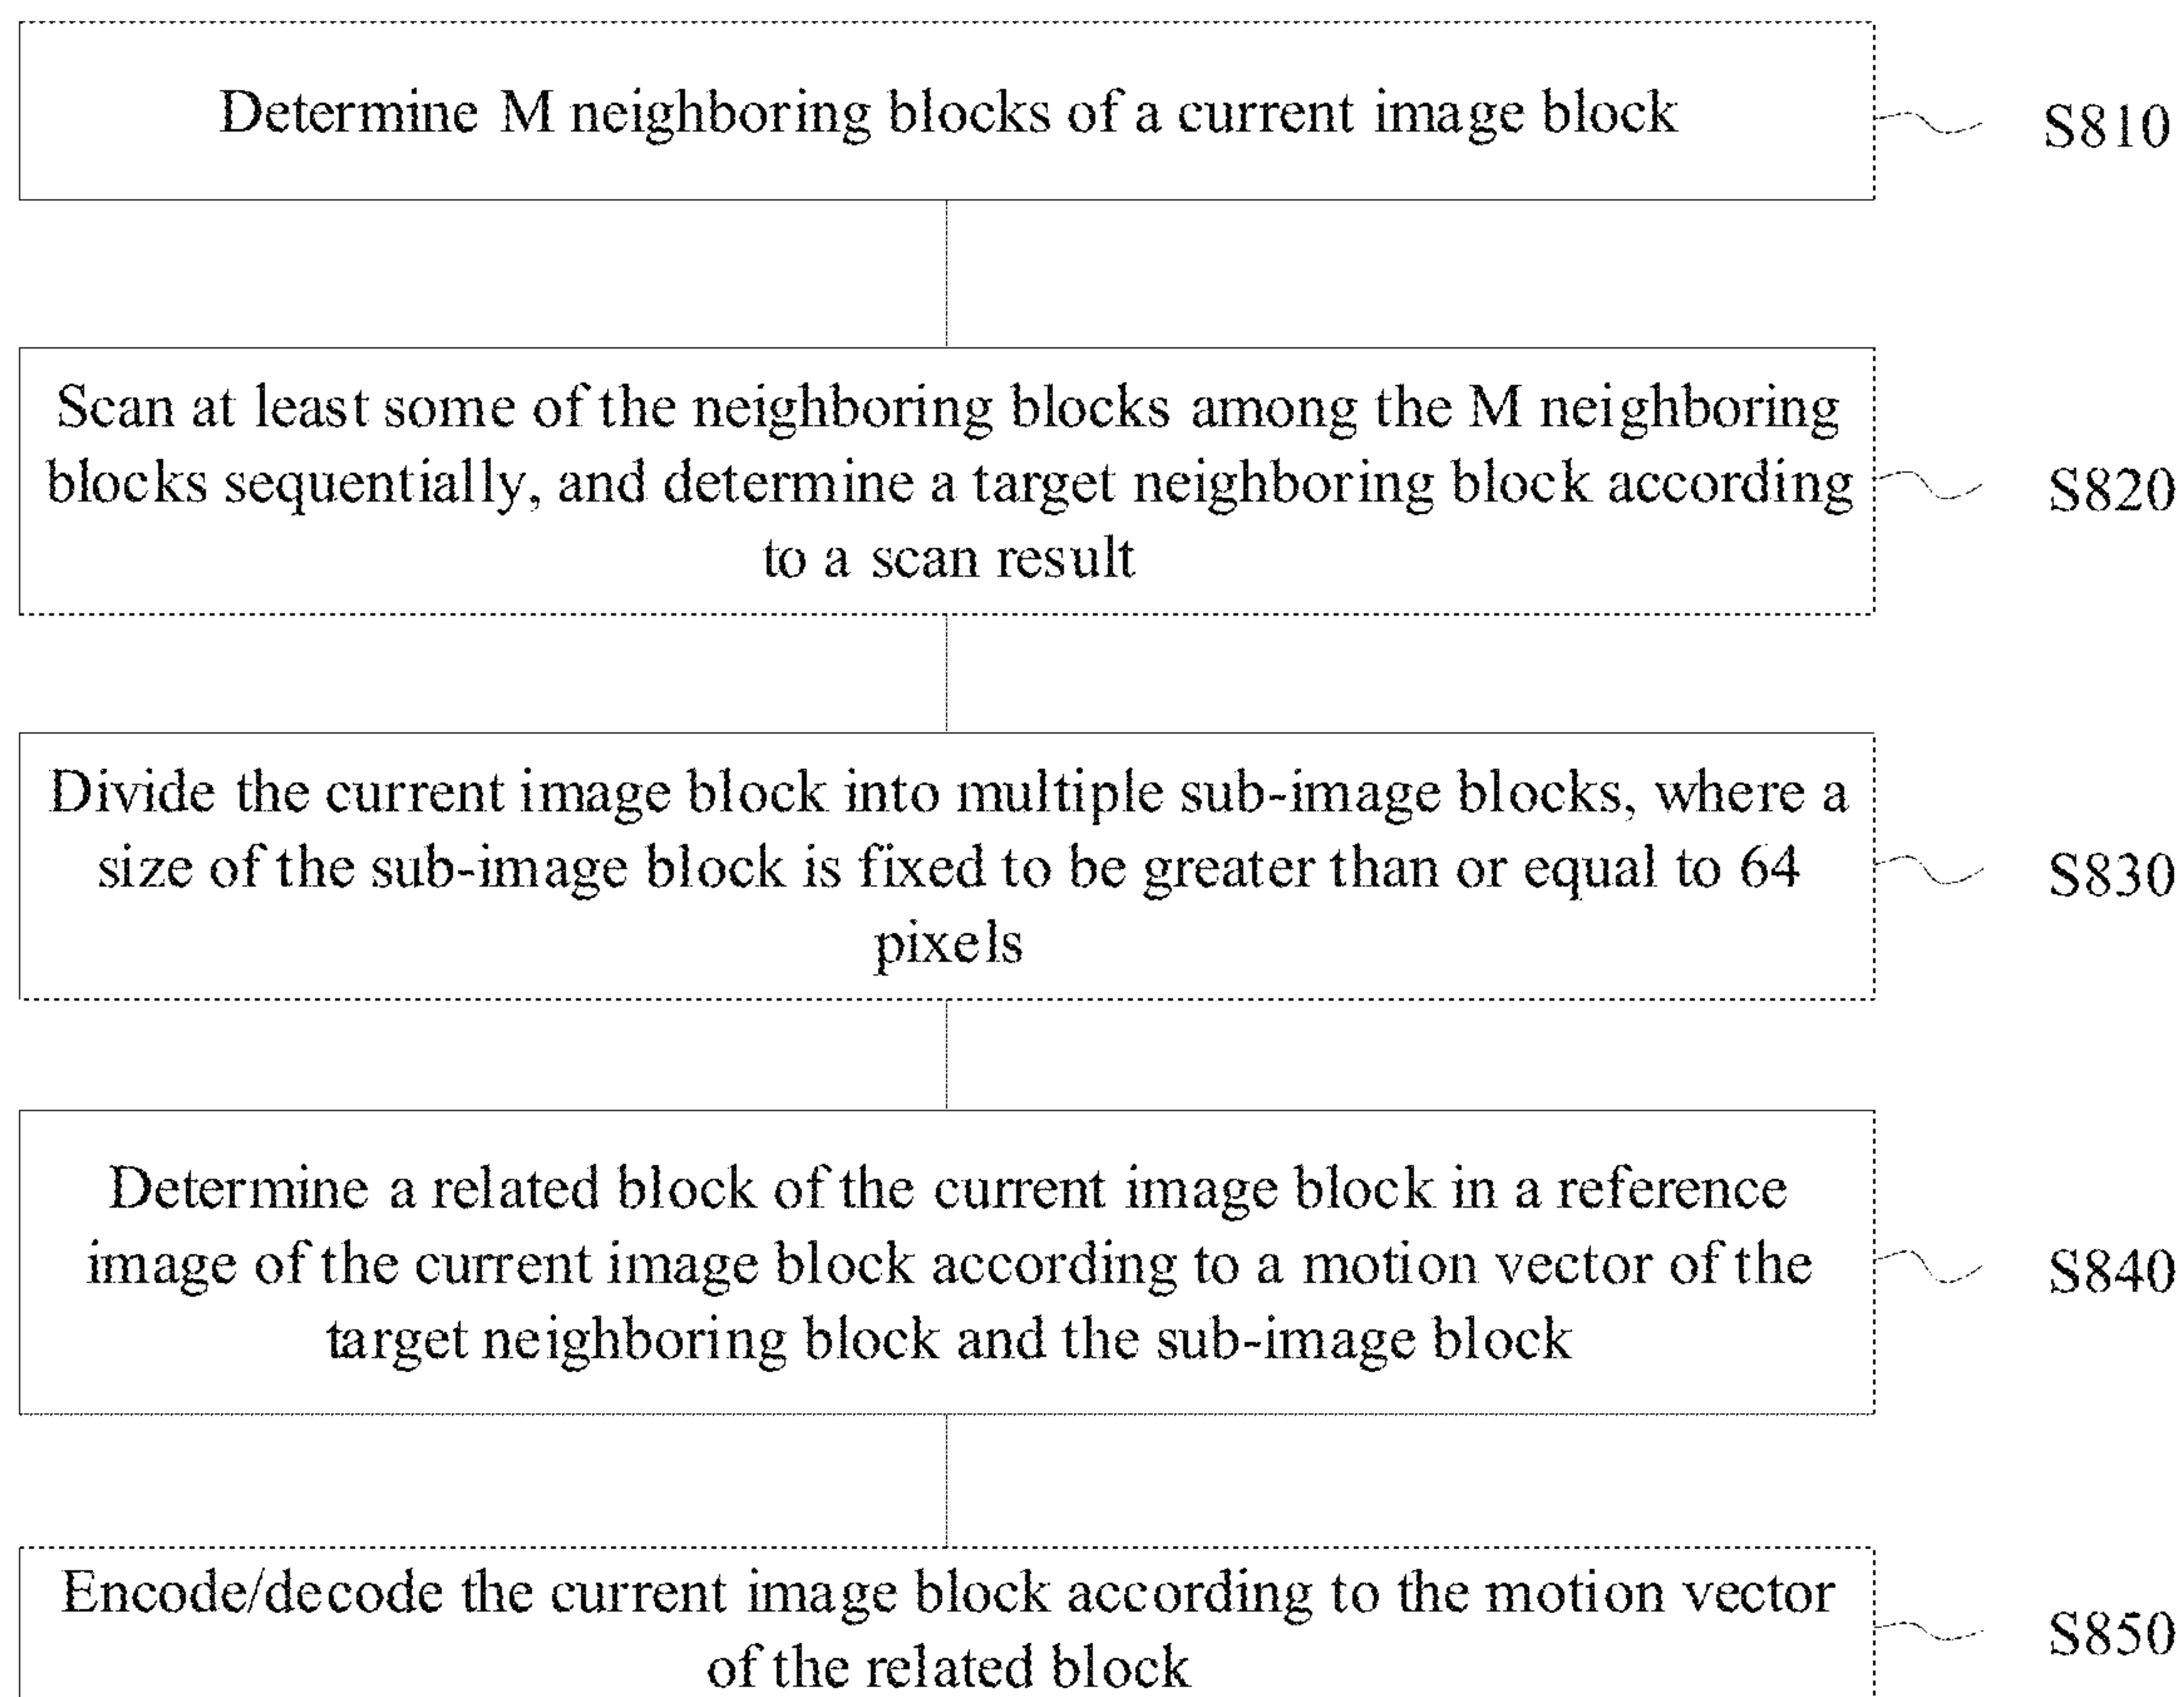 Determine M neighboring blocks of a current image block
S810
Scan at least some of the neighboring blocks among the M neighboring
blocks sequentially, and determine a target neighboring block according
to a scan result
S820
Divide the current image block into multiple sub-image blocks, where a
size of the sub-image block is fixed to be greater than or equal to 64
pixels
S830
Determine a related block of the current image block in a reference
image of the current image block according to a motion vector of the
target neighboring block and the sub-image block
S840
Encode/decode the current image block according to the motion vector
of the related block
S850